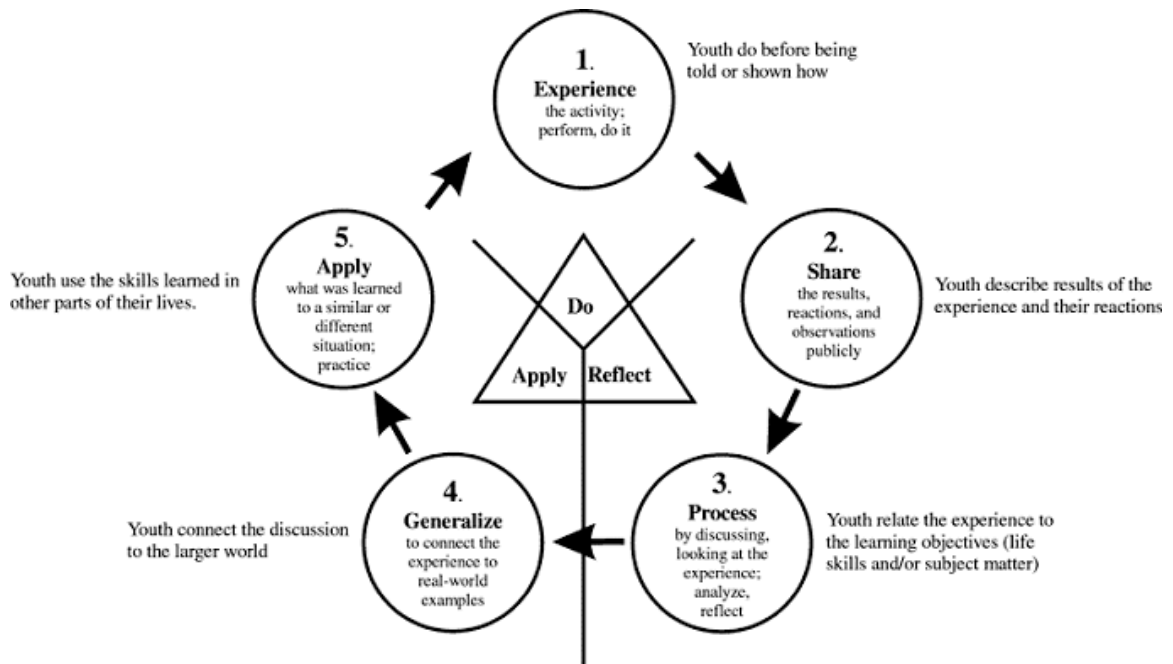 1.
Experience
the activity;
perform, do it
Youth do before being
told or shown how
2.
Share
the results,
reactions, and
observations
publicly
Youth describe results of the
experience and their reactions
3.
Process
by discussing,
looking at the
experience;
analyze,
reflect
Youth relate the experience to
the learning objectives (life
skills and/or subject matter)
4.
Generalize
to connect the
experience to
real-world
examples
Youth connect the discussion
to the larger world
5.
Apply
what was learned
to a similar or
different
situation;
practice
Youth use the skills learned in
other parts of their lives.
Do
Apply Reflect